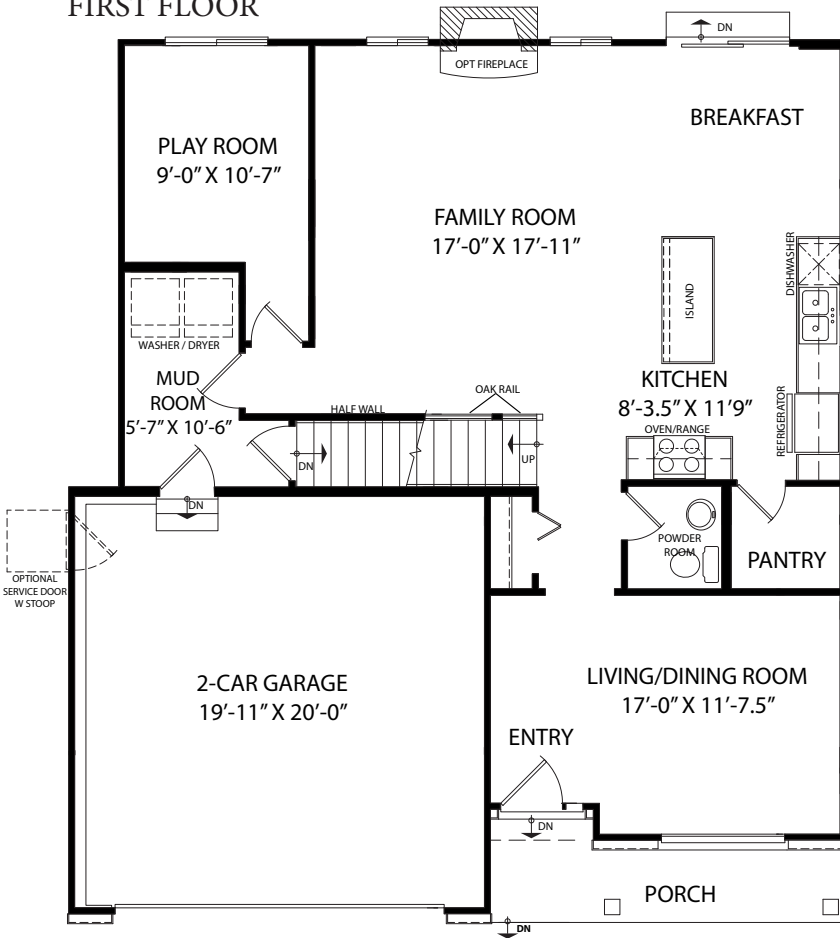 FIRST FLOOR
DN
OPT FIREPLACE
BREAKFAST
PLAY ROOM
9’-0” X 10’-7”
FAMILY ROOM
17’-0” X 17’-11”
DISHWASHER
ISLAND
WASHER / DRYER
MUD
ROOM
5’-7” X 10’-6”
KITCHEN
8’-3.5” X 11’9”
OAK RAIL
HALF WALL
OVEN/RANGE
REFRIGERATOR
DN
UP
DN
POWDER
ROOM
PANTRY
OPTIONAL
SERVICE DOOR
W STOOP
2-CAR GARAGE
19’-11” X 20’-0”
LIVING/DINING ROOM
17’-0” X 11’-7.5”
ENTRY
DN
PORCH
DN